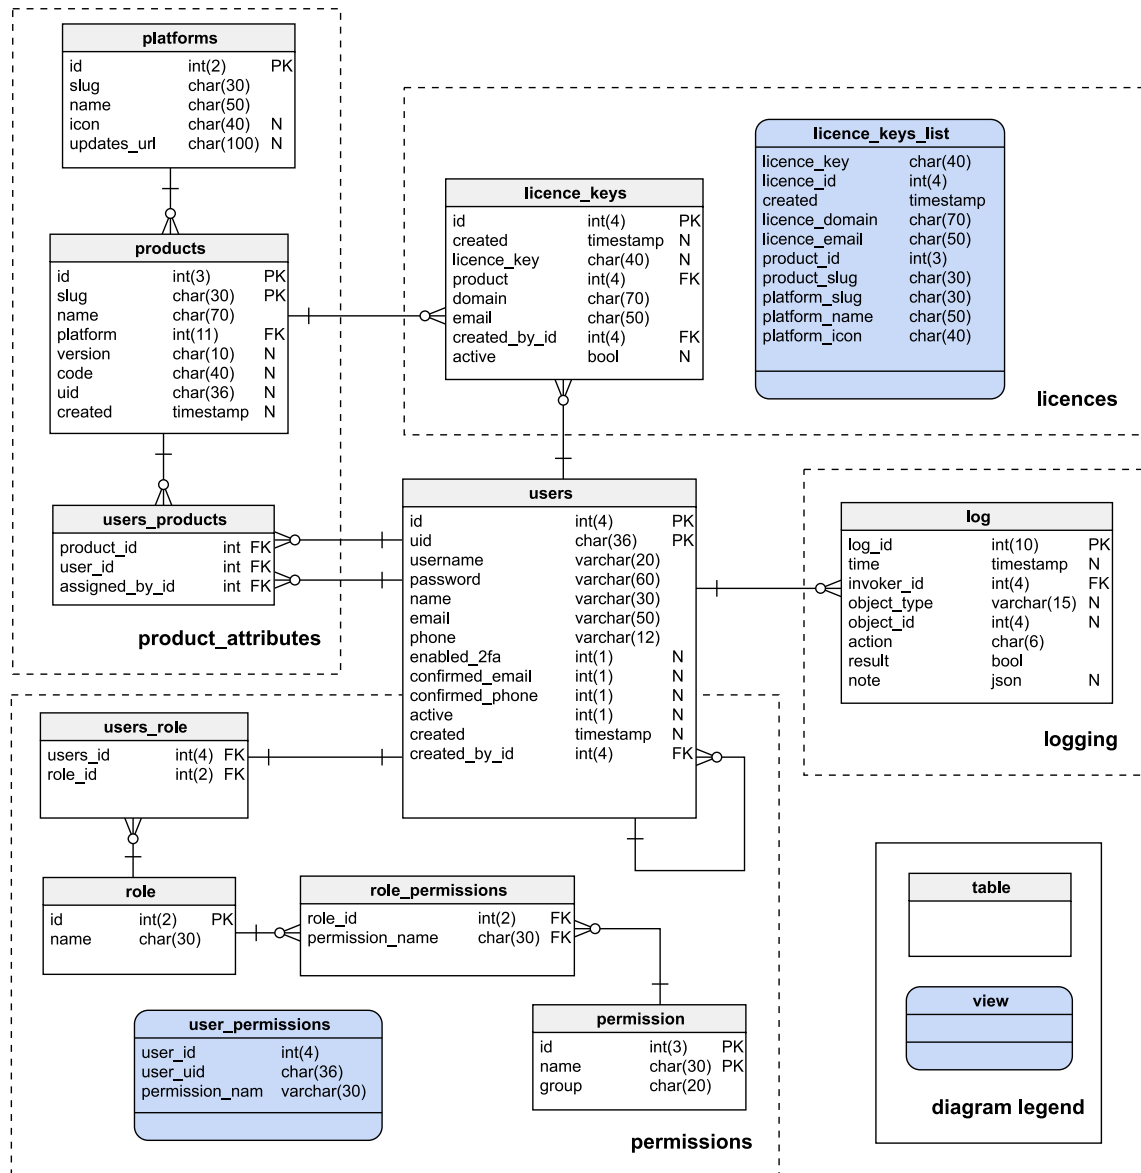 platforms
id int(2) PK
slug char(30)
name char(50)
icon char(40) N
updates_url char(100) N
products
id int(3) PK
slug char(30) PK
name char(70)
platform int(11) FK
version char(10) N
code char(40) N
uid char(36) N
created timestamp N
users_products
product_id int FK
user_id int FK
assigned_by_id int FK
product_attributes
licence_keys
id int(4) PK
created timestamp N
licence_key char(40) N
product int(4) FK
domain char(70)
email char(50)
created_by_id int(4) FK
active bool N
licence_keys_list
licence_key char(40)
licence_id int(4)
created timestamp
licence_domain char(70)
licence_email char(50)
product_id int(3)
product_slug char(30)
platform_slug char(30)
platform_name char(50)
platform_icon char(40)
licences
users
id int(4) PK
uid char(36) PK
username varchar(20)
password varchar(60)
name varchar(30)
email varchar(50)
phone varchar(12)
enabled_2fa int(1) N
confirmed_email int(1) N
confirmed_phone int(1) N
active int(1) N
created timestamp N
created_by_id int(4) FK
log
log_id int(10) PK
time timestamp N
invoker_id int(4) FK
object_type varchar(15) N
object_id int(4) N
action char(6)
result bool
note json N
logging
users_role
users_id int(4) FK
role_id int(2) FK
role
id int(2) PK
name char(30)
role_permissions
role_id int(2) FK
permission_name char(30) FK
user_permissions
user_id int(4)
user_uid char(36)
permission_nam varchar(30)
permission
id int(3) PK
name char(30) PK
group char(20)
permissions
table
view
diagram legend